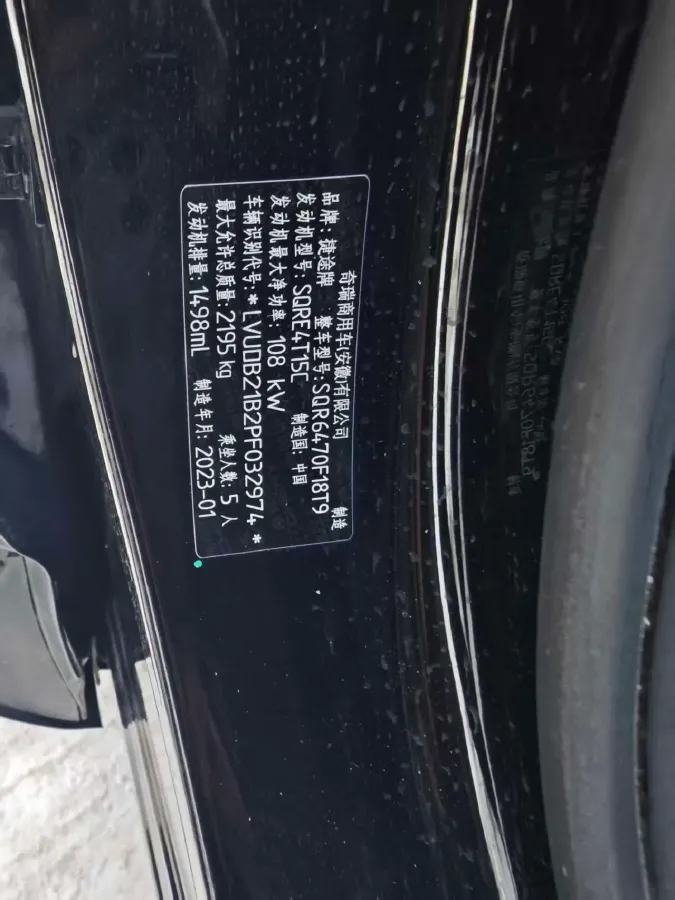 奇瑞商用车(安徽)有限公司 制造
品牌：捷途牌 整车型号：SQR6470F18T9
发动机型号：SQRE4T15C 制造国：中国
发动机最大净功率：108 kW
车辆识别代号：*LVUDB21B2PF032974*
最大允许总质量：2195 kg 乘坐人数：5 人
发动机排量：1498mL 制造年月：2023-01